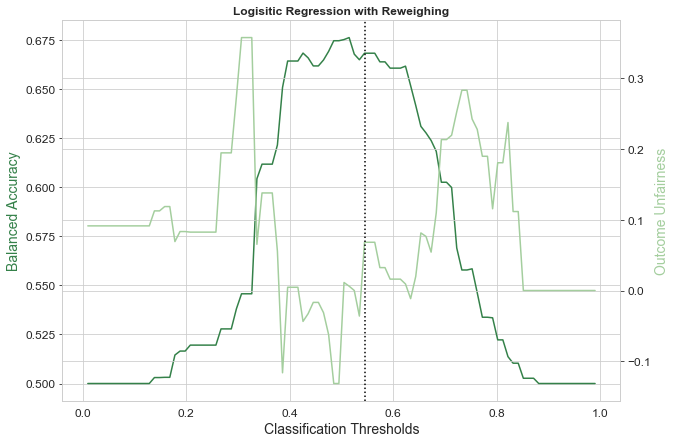 Logisitic Regression with Reweighing
Balanced Accuracy
0.675
0.650
0.625
0.600
0.575
0.550
0.525
0.500
0.3
0.2
0.1
0.0
−0.1
Outcome Unfairness
0.0 0.2 0.4 0.6 0.8 1.0
Classification Thresholds